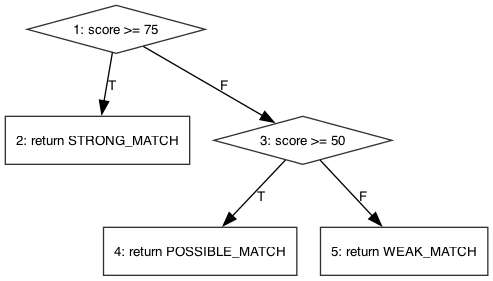 1: score >= 75
T
F
2: return STRONG_MATCH
3: score >= 50
T
F
4: return POSSIBLE_MATCH
5: return WEAK_MATCH